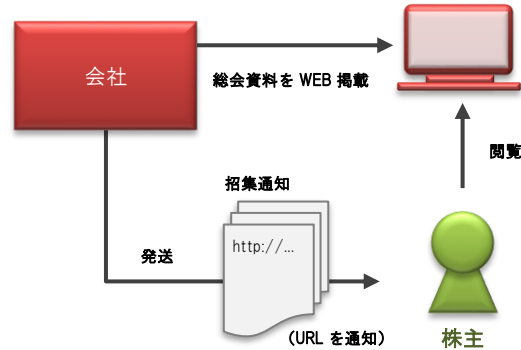 会社
総会資料を WEB 掲載
閲覧
招集通知
http://...
発送
(URL を通知)
株主